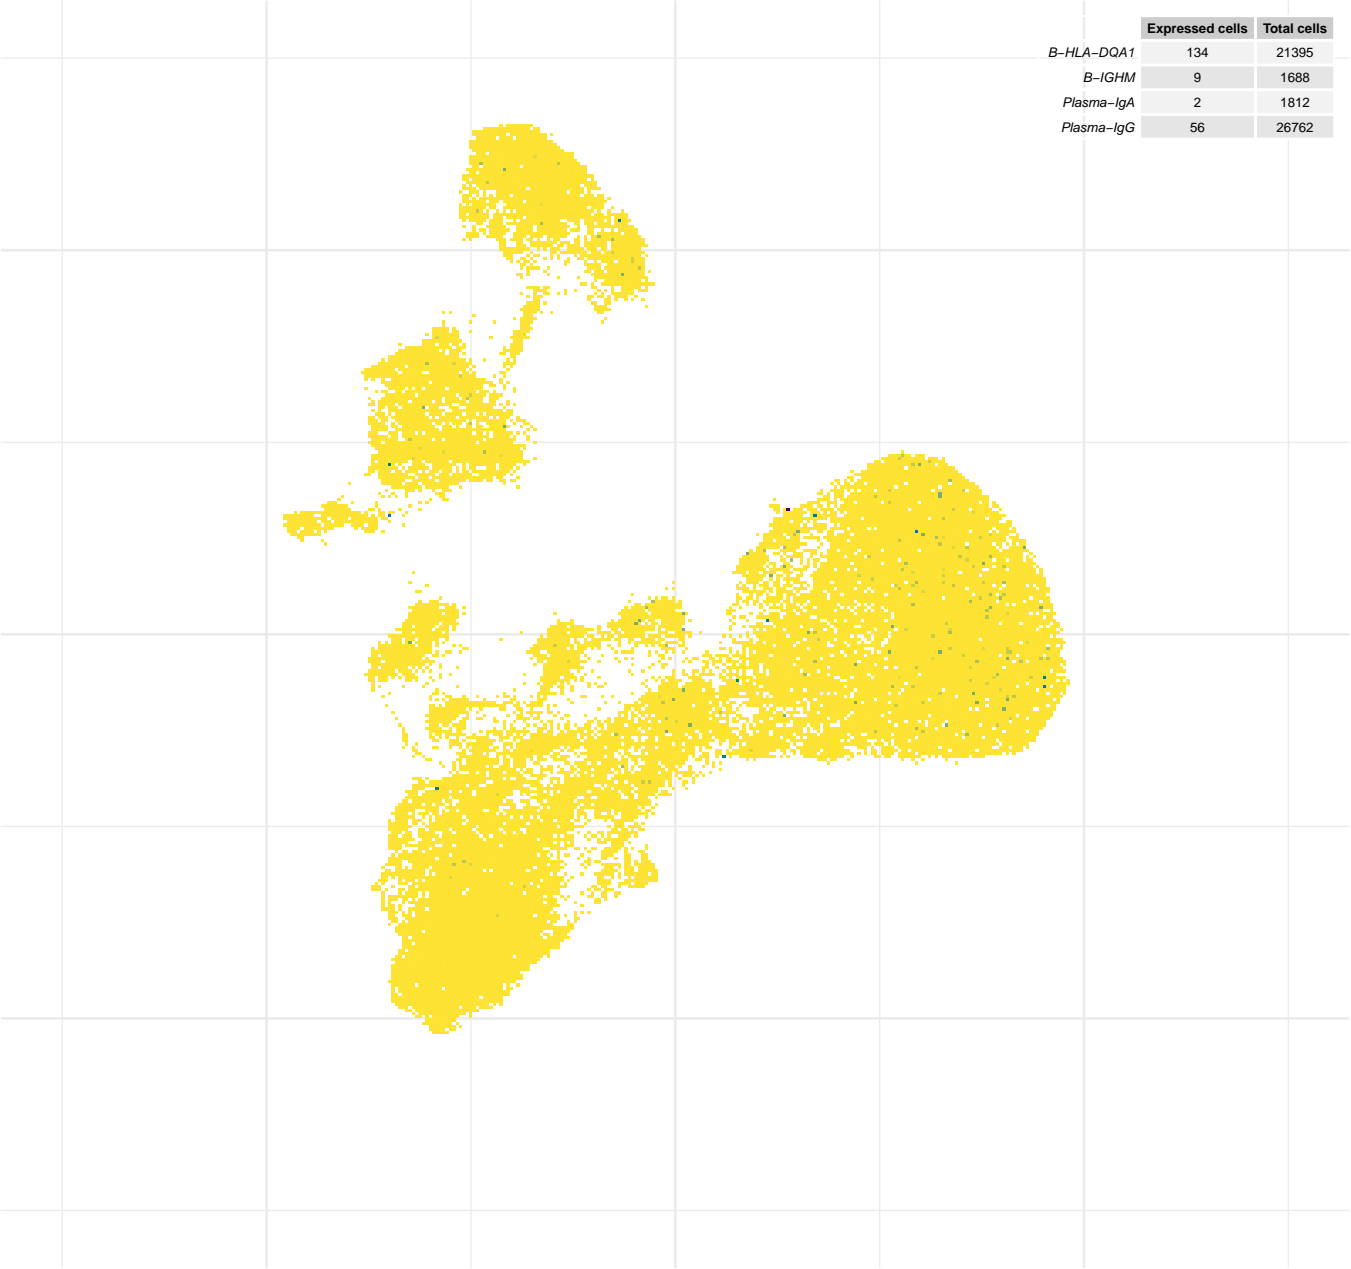 Expressed cells Total cells
B−HLA−DQA1 134 21395
B−IGHM 9 1688
Plasma−IgA 2 1812
Plasma−IgG 56 26762